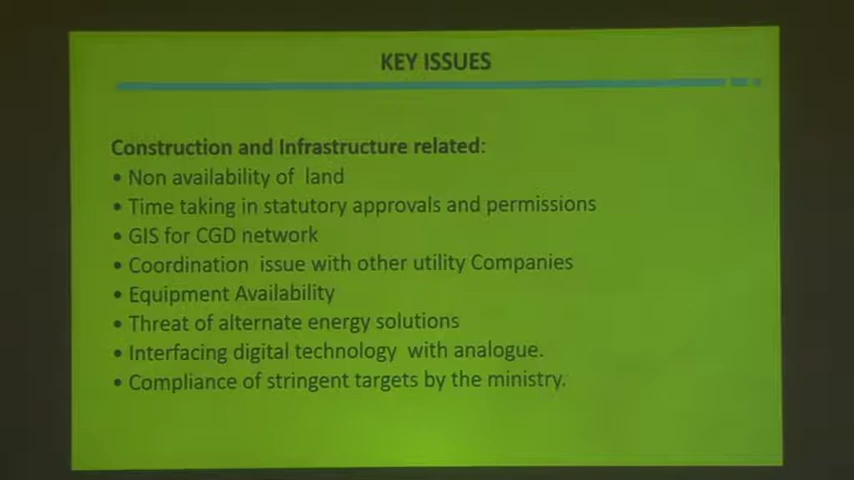 KEY ISSUES
Construction and Infrastructure related:
• Non availability of land
• Time taking in statutory approvals and permissions
• GIS for CGD network
• Coordination issue with other utility Companies
• Equipment Availability
• Threat of alternate energy solutions
• Interfacing digital technology with analogue.
• Compliance of stringent targets by the ministry.